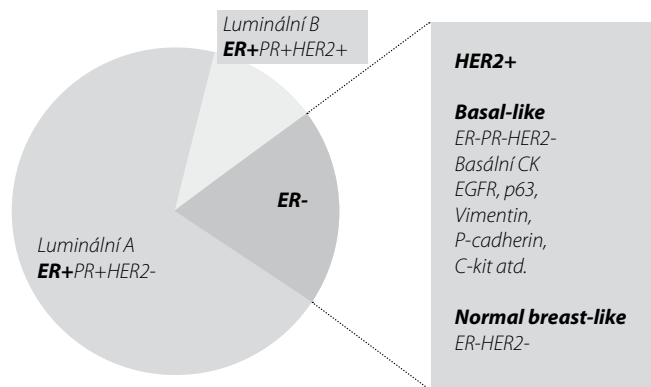 Luminální B
ER+PR+HER2+
ER-
Luminální A
ER+PR+HER2-
HER2+
Basal-like
ER-PR-HER2-
Basální CK
EGFR, p63,
Vimentin,
P-cadherin,
C-kit atd.
Normal breast-like
ER-HER2-